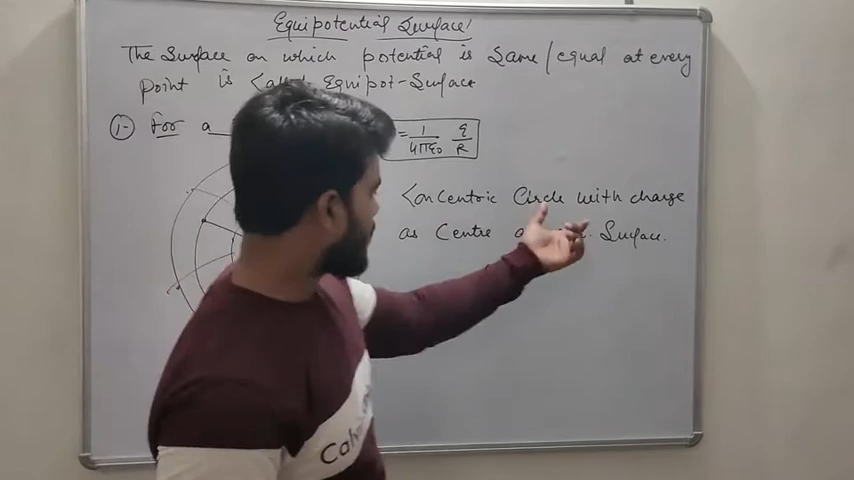 Equipotential Surface!
The Surface on which potential is Same/equal at every
point is Called Equipot-Surface
1- For a = 1/4πε0 q/R
Concentric Circle with charge
as Centre Surface.
Calv